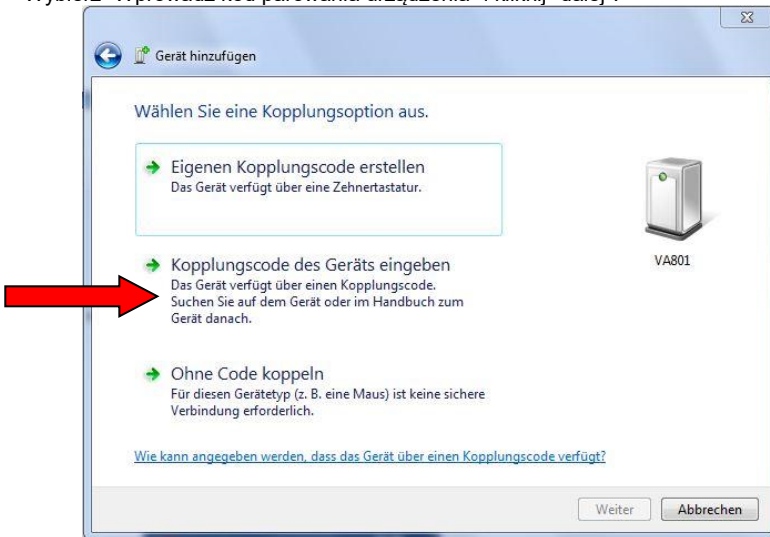 Gerät hinzufügen
Wählen Sie eine Kopplungsoption aus.
Eigenen Kopplungscode erstellen
Das Gerät verfügt über eine Zehnertastatur.
Kopplungscode des Geräts eingeben
Das Gerät verfügt über einen Kopplungscode.
Suchen Sie auf dem Gerät oder im Handbuch zum
Gerät danach.
VA801
Ohne Code koppeln
Für diesen Gerätetyp (z. B. eine Maus) ist keine sichere
Verbindung erforderlich.
Wie kann angegeben werden, dass das Gerät über einen Kopplungscode verfügt?
Weiter
Abbrechen